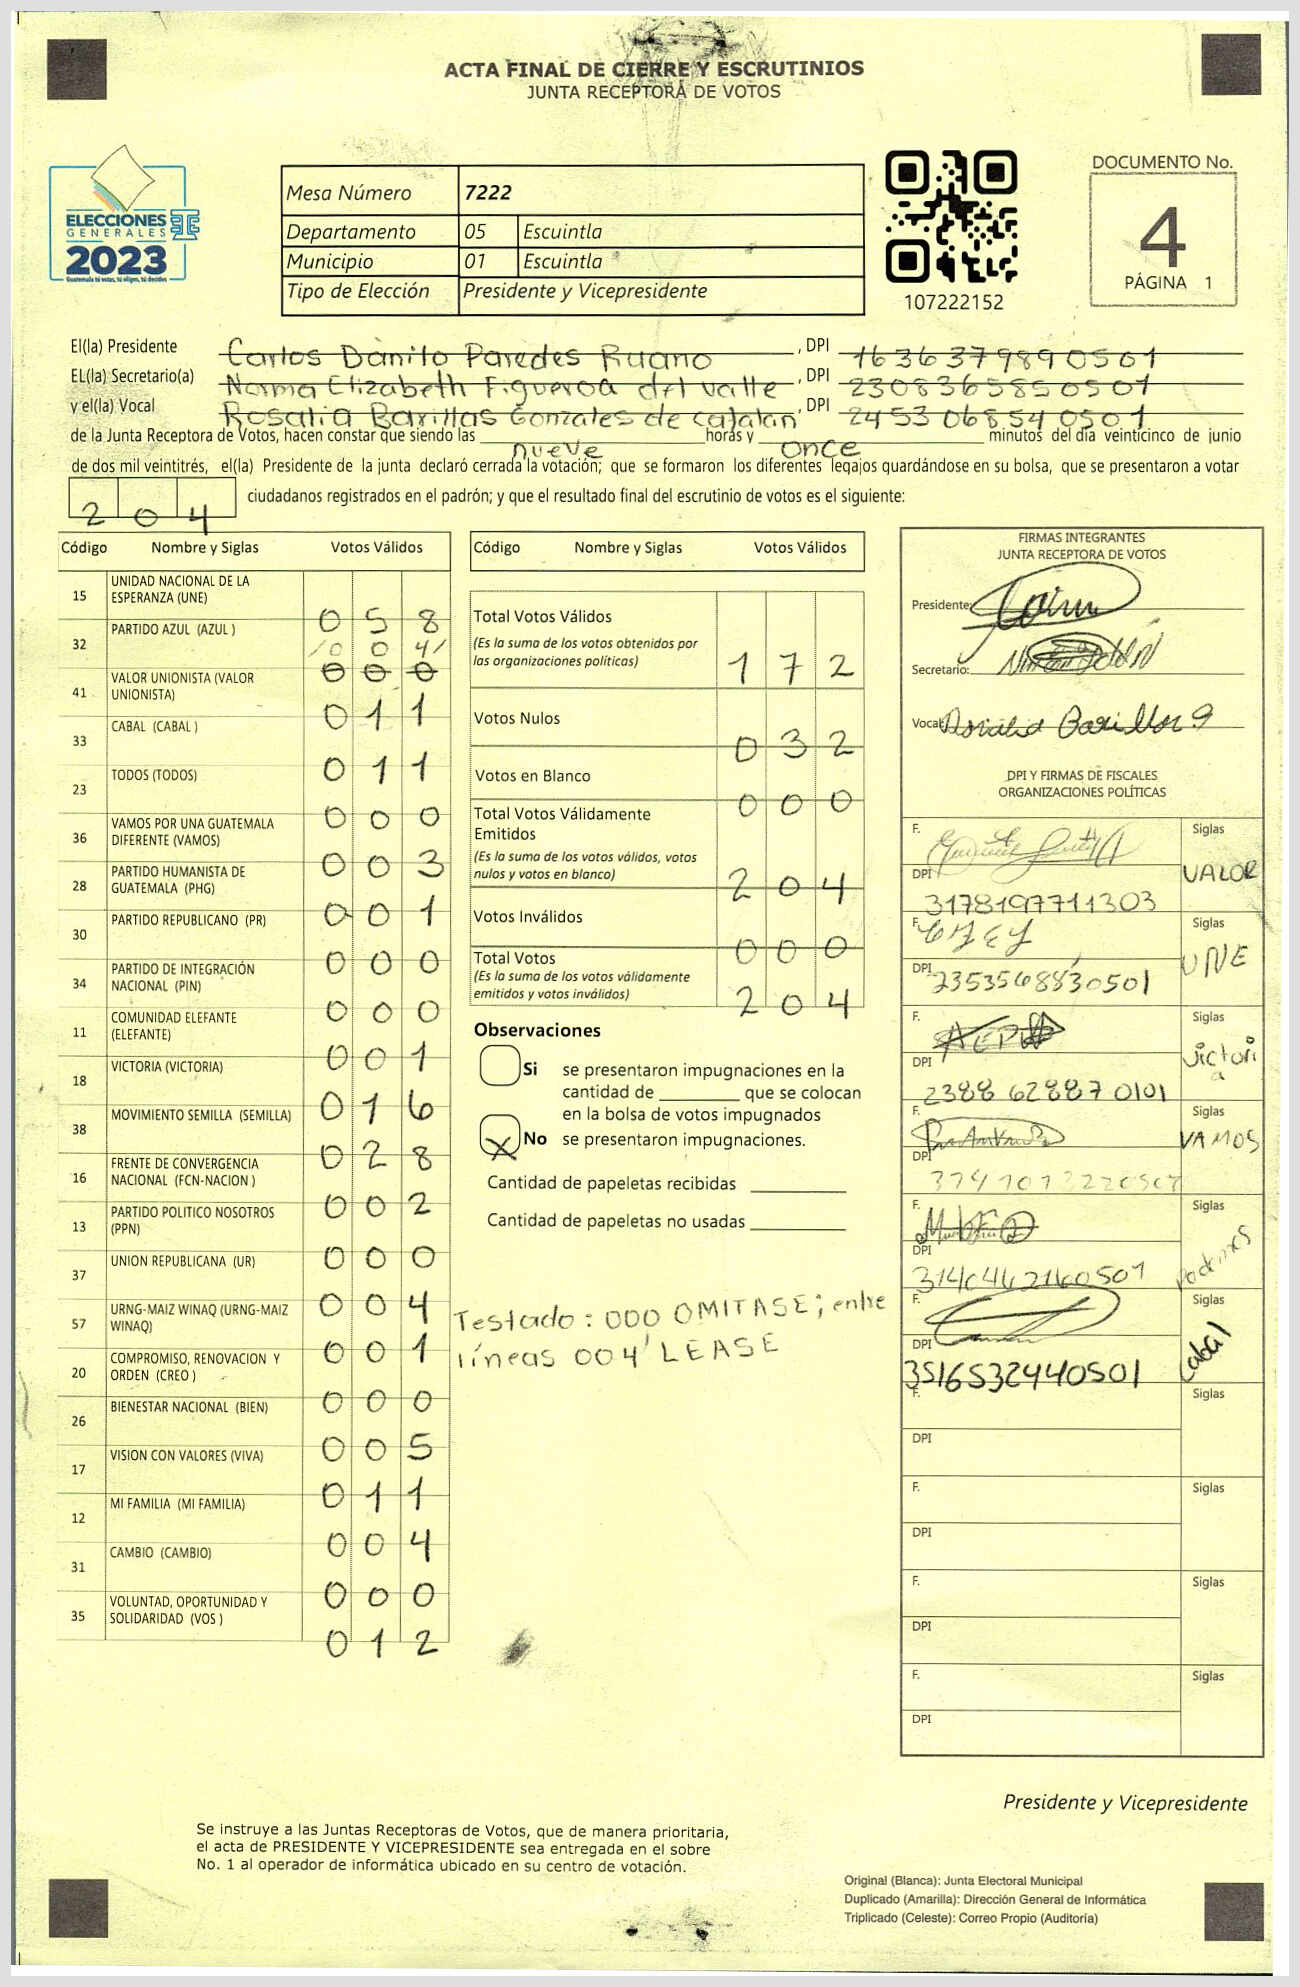 ACTA FINAL DE CIERRE Y ESCRUTINIOS
JUNTA RECEPTORA DE VOTOS
ELECCIONES
GENERALES
2023
Guatemala tú votas, tú eliges, tú decides
Mesa Número 7222
Departamento 05 Escuintla
Municipio 01 Escuintla
Tipo de Elección Presidente y Vicepresidente
107222152
DOCUMENTO No.
4
PÁGINA 1
El(la) Presidente Carlos Danilo Paredes Ruano, DPI 1636379890501
EL(la) Secretario(a) Norma Elizabeth Figueroa del valle, DPI 2308365850501
y el(la) Vocal Rosalia Barillas Gonzales de catalan, DPI 2453068540501
de la Junta Receptora de Votos, hacen constar que siendo las nueve horas y once minutos del día veinticinco de junio
de dos mil veintitrés, el(la) Presidente de la junta declaró cerrada la votación; que se formaron los diferentes legajos guardándose en su bolsa, que se presentaron a votar
204 ciudadanos registrados en el padrón; y que el resultado final del escrutinio de votos es el siguiente:
Código Nombre y Siglas Votos Válidos
15 UNIDAD NACIONAL DE LA ESPERANZA (UNE) 0 5 8
32 PARTIDO AZUL (AZUL ) /0 0 4/
0 0 0
41 VALOR UNIONISTA (VALOR UNIONISTA) 0 1 1
33 CABAL (CABAL ) 0 1 1
23 TODOS (TODOS) 0 0 0
36 VAMOS POR UNA GUATEMALA DIFERENTE (VAMOS) 0 0 3
28 PARTIDO HUMANISTA DE GUATEMALA (PHG) 0 0 1
30 PARTIDO REPUBLICANO (PR) 0 0 0
34 PARTIDO DE INTEGRACIÓN NACIONAL (PIN) 0 0 0
11 COMUNIDAD ELEFANTE (ELEFANTE) 0 0 1
18 VICTORIA (VICTORIA) 0 1 6
38 MOVIMIENTO SEMILLA (SEMILLA) 0 2 8
16 FRENTE DE CONVERGENCIA NACIONAL (FCN-NACION ) 0 0 2
13 PARTIDO POLITICO NOSOTROS (PPN) 0 0 0
37 UNION REPUBLICANA (UR) 0 0 4
57 URNG-MAIZ WINAQ (URNG-MAIZ WINAQ) 0 0 1
20 COMPROMISO, RENOVACION Y ORDEN (CREO ) 0 0 0
26 BIENESTAR NACIONAL (BIEN) 0 0 5
17 VISION CON VALORES (VIVA) 0 1 1
12 MI FAMILIA (MI FAMILIA) 0 0 4
31 CAMBIO (CAMBIO) 0 0 0
35 VOLUNTAD, OPORTUNIDAD Y SOLIDARIDAD (VOS ) 0 1 2
Código Nombre y Siglas Votos Válidos
Total Votos Válidos 1 7 2
(Es la suma de los votos obtenidos por
las organizaciones políticas)
Votos Nulos 0 3 2
Votos en Blanco 0 0 0
Total Votos Válidamente
Emitidos 2 0 4
(Es la suma de los votos válidos, votos
nulos y votos en blanco)
Votos Inválidos 0 0 0
Total Votos 2 0 4
(Es la suma de los votos válidamente
emitidos y votos inválidos)
Observaciones
Si se presentaron impugnaciones en la
cantidad de ________ que se colocan
en la bolsa de votos impugnados
X No se presentaron impugnaciones.
Cantidad de papeletas recibidas
Cantidad de papeletas no usadas
Testado: 000 OMITASE; entre
líneas 004' LEASE
FIRMAS INTEGRANTES
JUNTA RECEPTORA DE VOTOS
Presidente:
Secretario:
Vocal:
DPI Y FIRMAS DE FISCALES
ORGANIZACIONES POLÍTICAS
F. Siglas
DPI 3178197711303 VALOR
F. Siglas
DPI 2353568830501 UNE
F. Siglas
DPI 2388 62887 0101 victoria
F. Siglas
DPI VAMOS
F. Siglas
DPI 3140462160501 Podemos
F. Siglas
DPI 3516532440501 Cabal
F. Siglas
DPI
F. Siglas
DPI
F. Siglas
DPI
F. Siglas
DPI
Presidente y Vicepresidente
Se instruye a las Juntas Receptoras de Votos, que de manera prioritaria,
el acta de PRESIDENTE Y VICEPRESIDENTE sea entregada en el sobre
No. 1 al operador de informática ubicado en su centro de votación.
Original (Blanca): Junta Electoral Municipal
Duplicado (Amarilla): Dirección General de Informática
Triplicado (Celeste): Correo Propio (Auditoría)